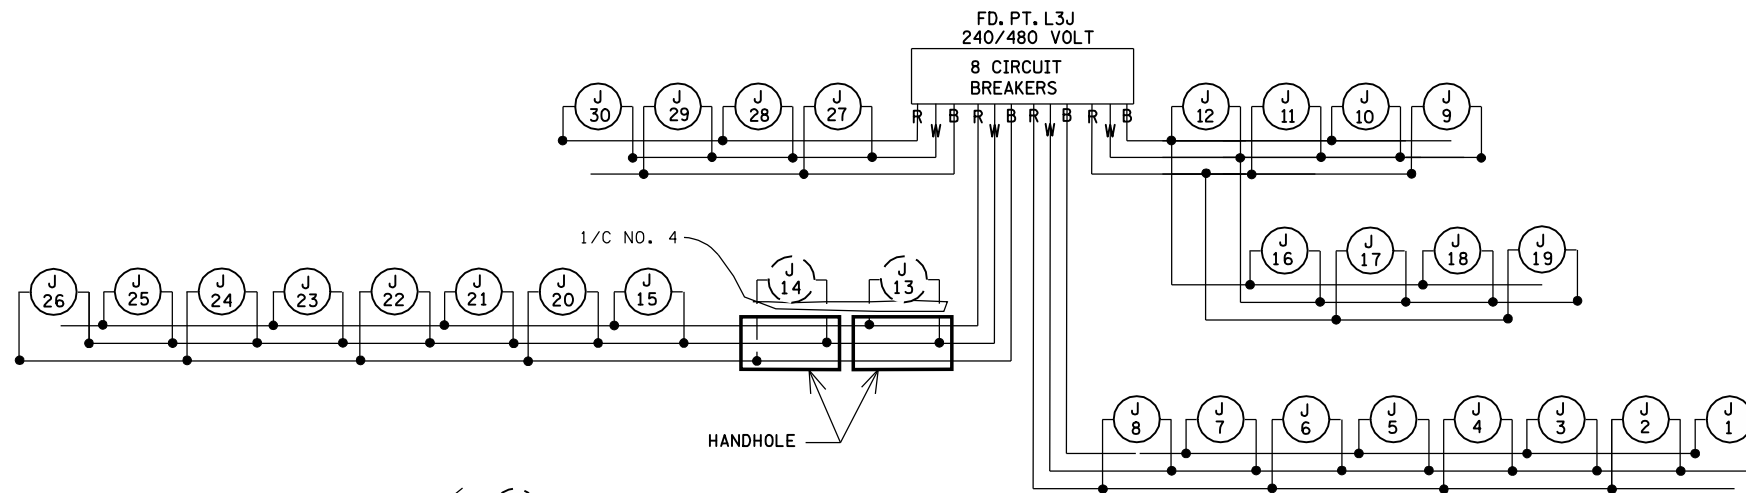 FD. PT. L3J
240/480 VOLT
8 CIRCUIT
BREAKERS
R W B R W B R W B R W B
J 30
J 29
J 28
J 27
J 12
J 11
J 10
J 9
1/C NO. 4
J 16
J 17
J 18
J 19
J 26
J 25
J 24
J 23
J 22
J 21
J 20
J 15
J 14
J 13
HANDHOLE
J 8
J 7
J 6
J 5
J 4
J 3
J 2
J 1